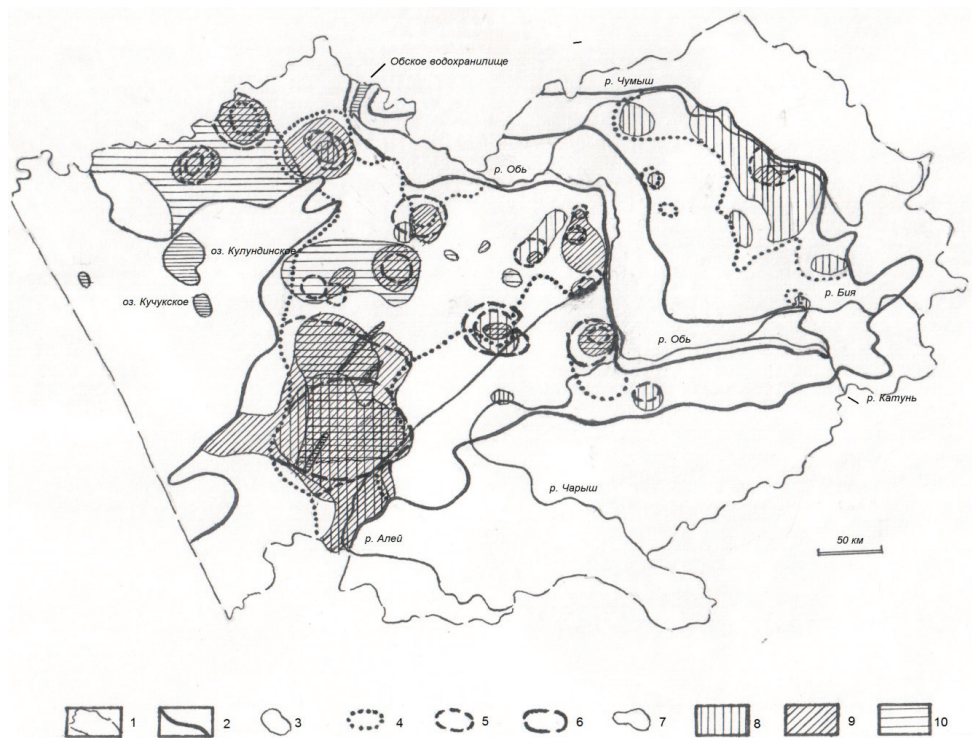 Обское водохранилище
р. Чумыш
р. Обь
оз. Кулундинское
оз. Кучукское
р. Бия
р. Обь
р. Катунь
р. Чарыш
50 км
р. Алей
1 2 3 4 5 6 7 8 9 10